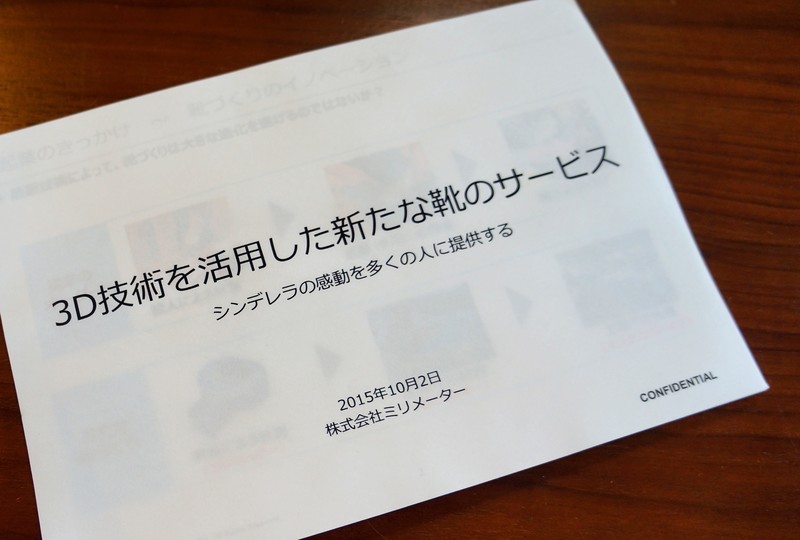 3D技術を活用した新たな靴のサービス
シンデレラの感動を多くの人に提供する
2015年10月2日
株式会社ミリメーター
CONFIDENTIAL